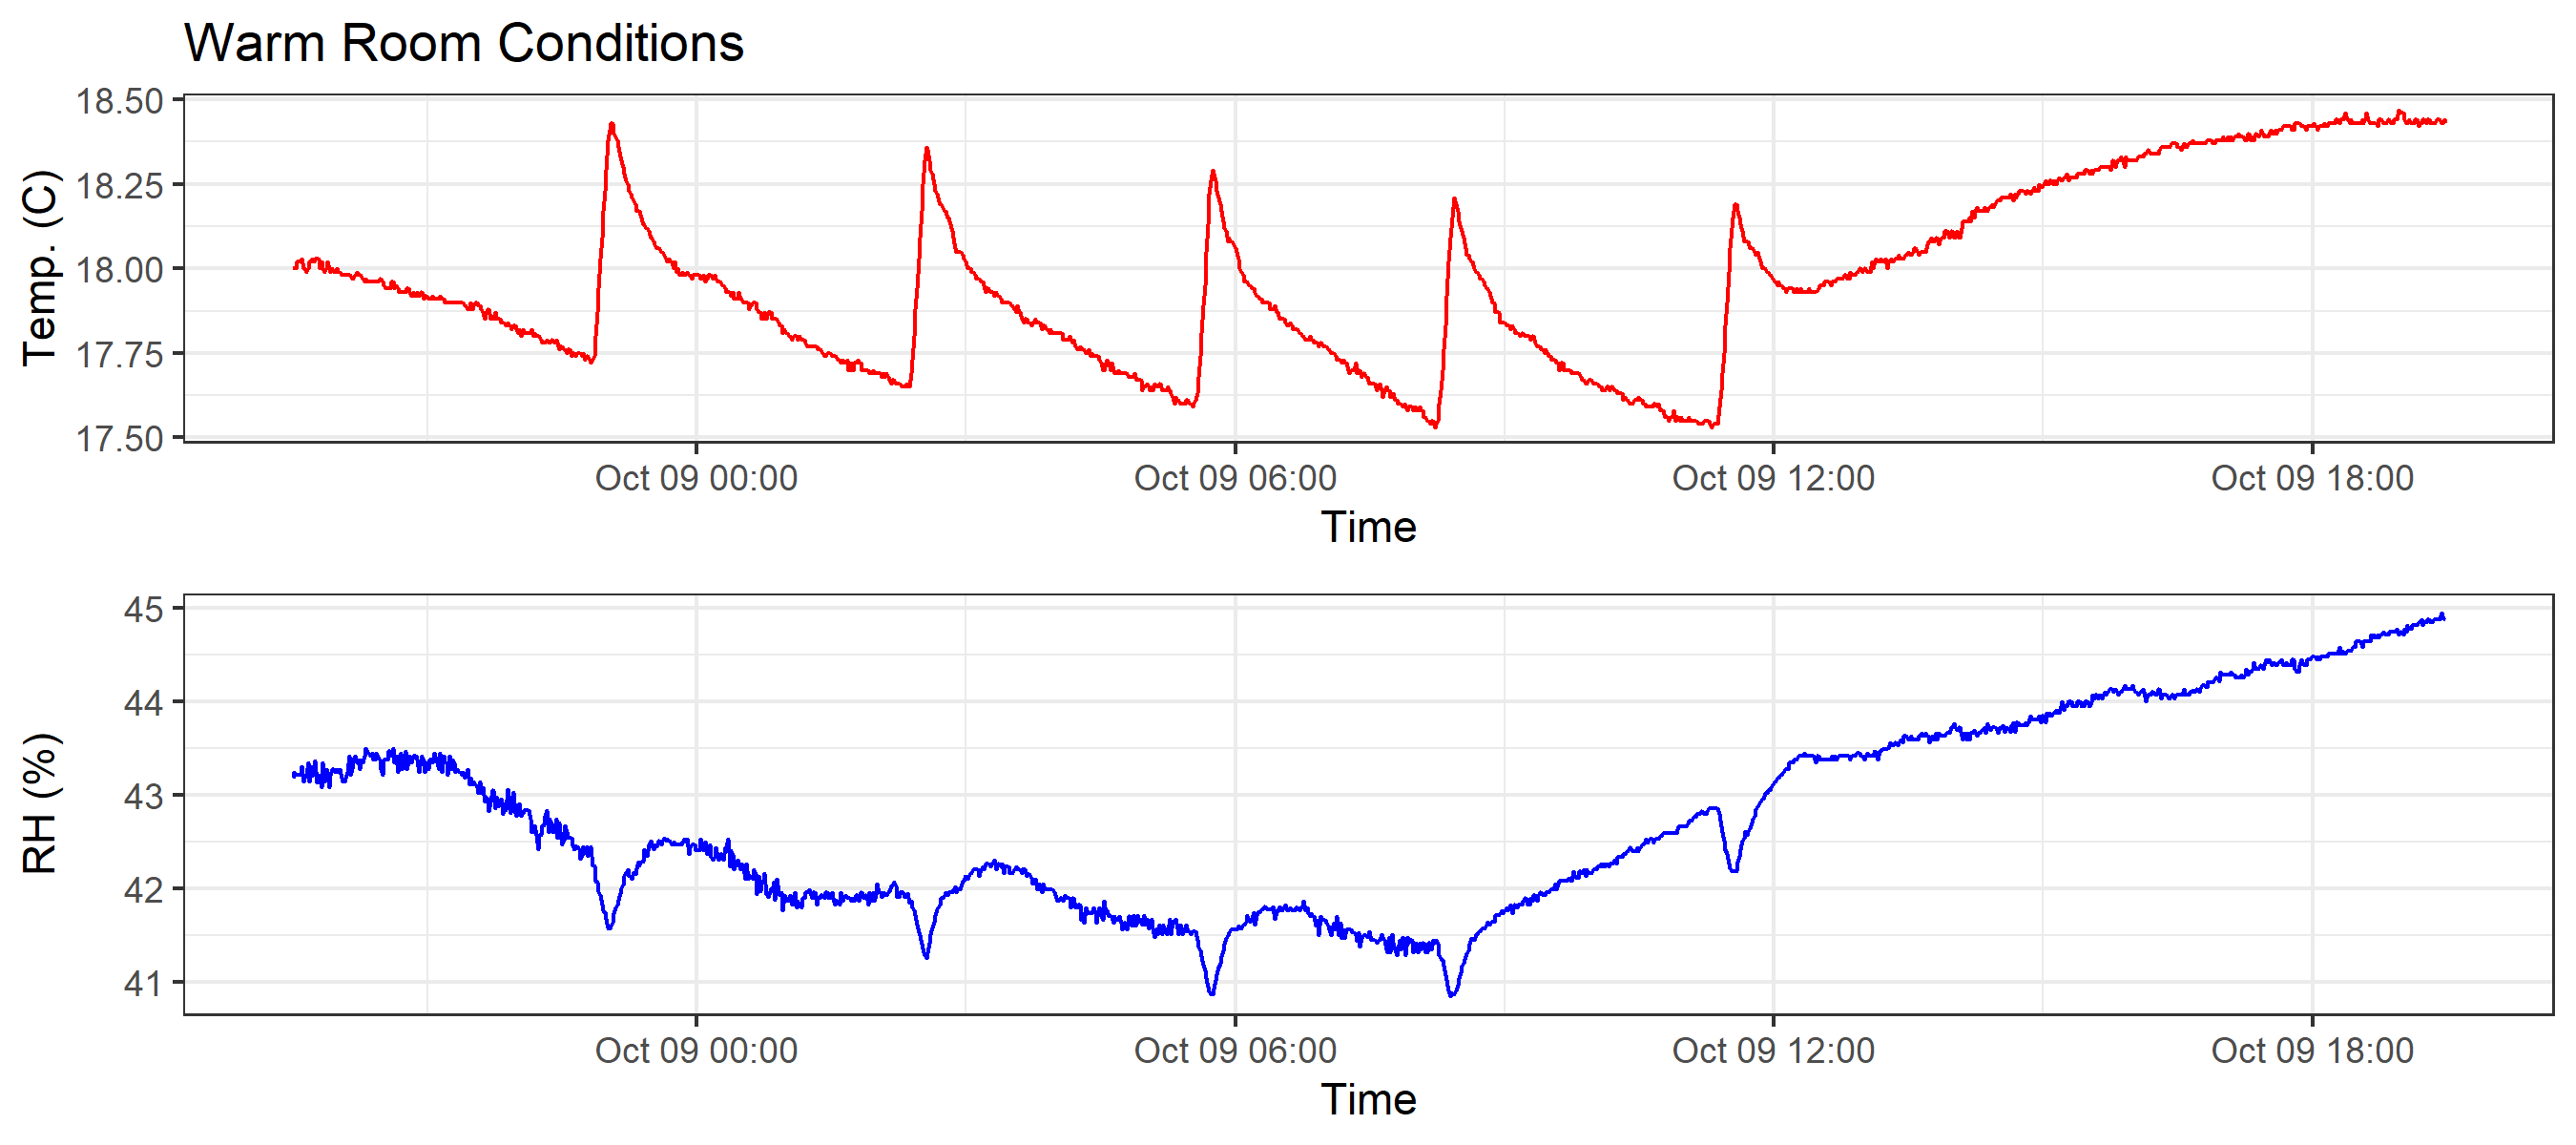 Warm Room Conditions
18.50
18.25
18.00
17.75
17.50
Temp. (C)
Oct 09 00:00 Oct 09 06:00 Oct 09 12:00 Oct 09 18:00
Time
45
44
43
42
41
RH (%)
Oct 09 00:00 Oct 09 06:00 Oct 09 12:00 Oct 09 18:00
Time